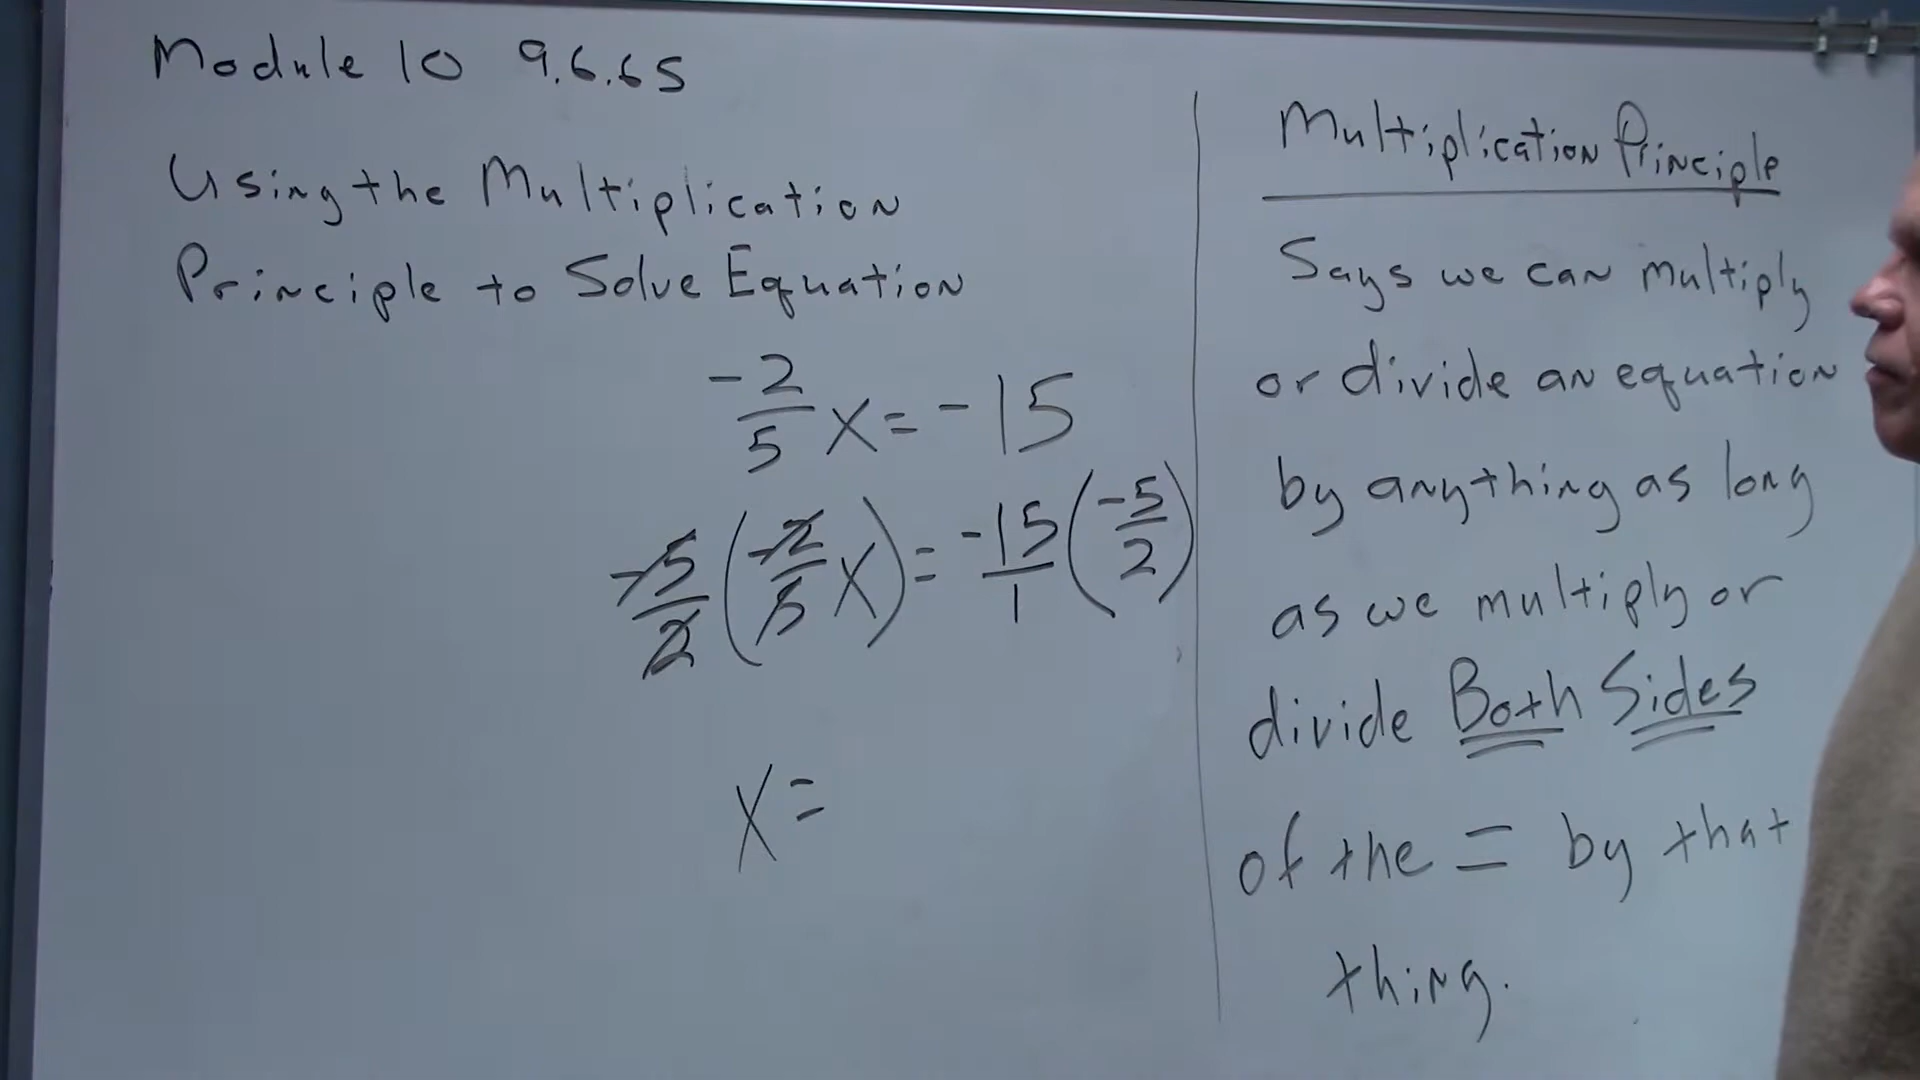 Module 10 9.6.65
Using the Multiplication
Principle to Solve Equation
-2/5 x = -15
-5/2 (-2/5 x) = -15/1 (-5/2)
x =
Multiplication Principle
Says we can multiply
or divide an equation
by anything as long
as we multiply or
divide Both Sides
of the = by that
thing.